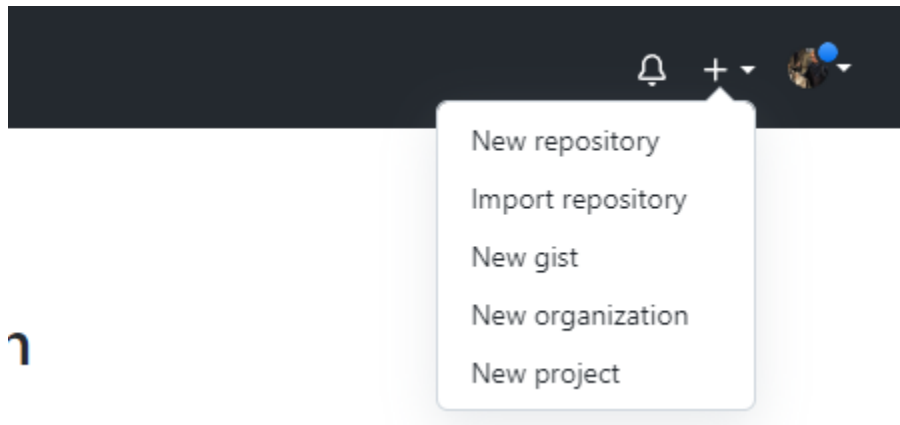 New repository
Import repository
New gist
New organization
New project